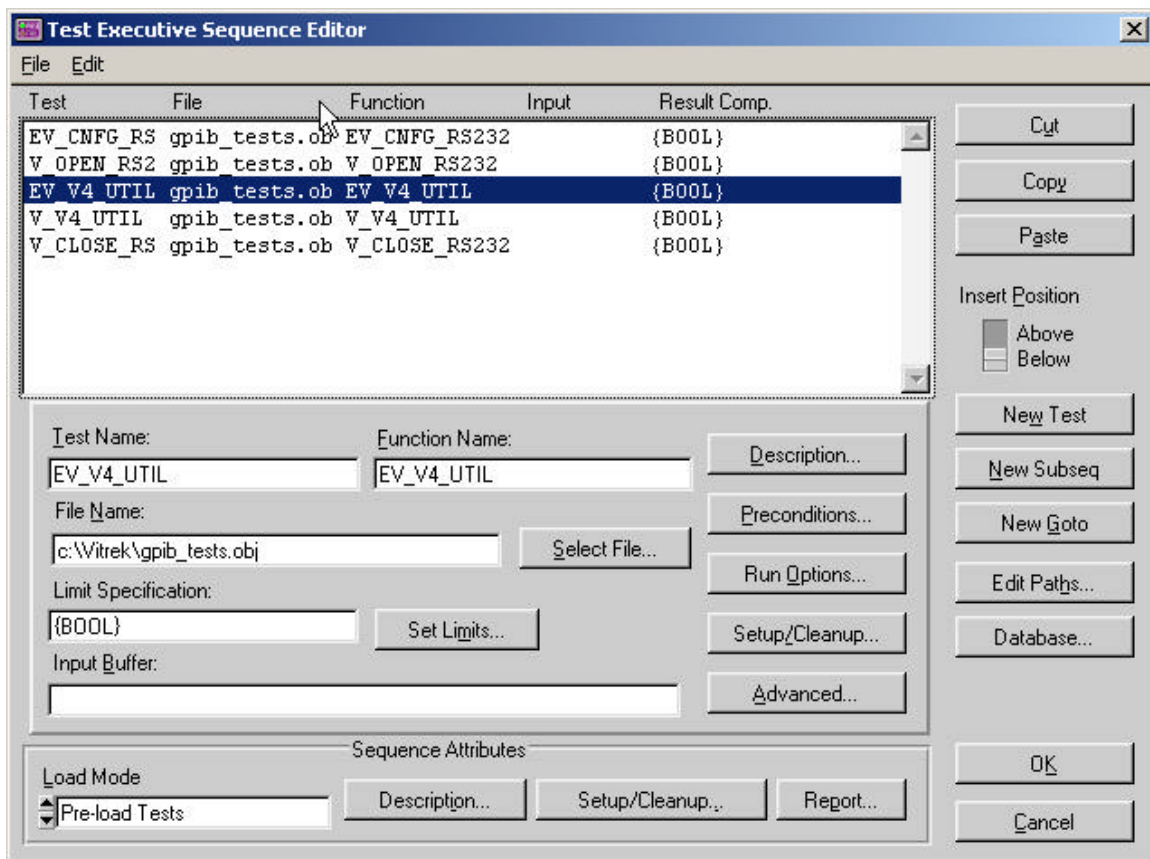 Test Executive Sequence Editor
File Edit
Test File Function Input Result Comp.
EV_CNFG_RS gpib_tests.ob EV_CNFG_RS232 {BOOL}
V_OPEN_RS2 gpib_tests.ob V_OPEN_RS232 {BOOL}
EV_V4_UTIL gpib_tests.ob EV_V4_UTIL {BOOL}
V_V4_UTIL gpib_tests.ob V_V4_UTIL {BOOL}
V_CLOSE_RS gpib_tests.ob V_CLOSE_RS232 {BOOL}
Cut
Copy
Paste
Insert Position
Above
Below
New Test
New Subseq
New Goto
Edit Paths...
Database...
Test Name:
EV_V4_UTIL
Function Name:
EV_V4_UTIL
File Name:
c:\Vitrek\gpib_tests.obj
Select File...
Limit Specification:
{BOOL}
Set Limits...
Input Buffer:
Description...
Preconditions...
Run Options...
Setup/Cleanup...
Advanced...
Sequence Attributes
Load Mode
Pre-load Tests
Description...
Setup/Cleanup...
Report...
OK
Cancel